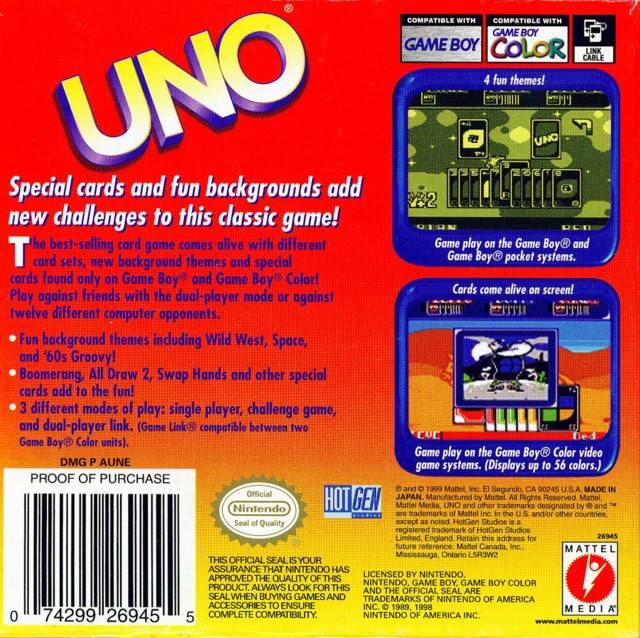 UNO®
Special cards and fun backgrounds add
new challenges to this classic game!
The best-selling card game comes alive with different
card sets, new background themes and special
cards found only on Game Boy® and Game Boy® Color!
Play against friends with the dual-player mode or against
twelve different computer opponents.
• Fun background themes including Wild West, Space,
and ‘60s Groovy!
• Boomerang, All Draw 2, Swap Hands and other special
cards add to the fun!
• 3 different modes of play: single player, challenge game,
and dual-player link. (Game Link® compatible between two
Game Boy® Color units).
DMG P AUNE
PROOF OF PURCHASE
0 74299 26945 5
COMPATIBLE WITH
GAME BOY
COMPATIBLE WITH
GAME BOY
COLOR
LINK
CABLE
4 fun themes!
UNO
Game play on the Game Boy® and
Game Boy® pocket systems.
Cards come alive on screen!
EVE
Red
Game play on the Game Boy® Color video
game systems. (Displays up to 56 colors.)
Official
Nintendo
Seal of Quality
®
THIS OFFICIAL SEAL IS YOUR
ASSURANCE THAT NINTENDO HAS
APPROVED THE QUALITY OF THIS
PRODUCT. ALWAYS LOOK FOR THIS
SEAL WHEN BUYING GAMES AND
ACCESSORIES TO ENSURE
COMPLETE COMPATIBILITY.
HOT GEN
studios
® and © 1999 Mattel, Inc. El Segundo, CA 90245 U.S.A. MADE IN
JAPAN. Manufactured by Mattel. All Rights Reserved. Mattel,
Mattel Media, UNO and other trademarks designated by ® and ™
are trademarks of Mattel Inc. in the U.S. and/or other countries,
except as noted. HotGen Studios is a
registered trademark of HotGen Studios
Limited, England. Retain this address for
future reference: Mattel Canada, Inc.,
Mississauga, Ontario L5R3W2
LICENSED BY NINTENDO.
NINTENDO, GAME BOY, GAME BOY COLOR
AND THE OFFICIAL SEAL ARE
TRADEMARKS OF NINTENDO OF AMERICA
INC. © 1989, 1998
NINTENDO OF AMERICA INC.
26945
MATTEL
MEDIA®
www.mattelmedia.com